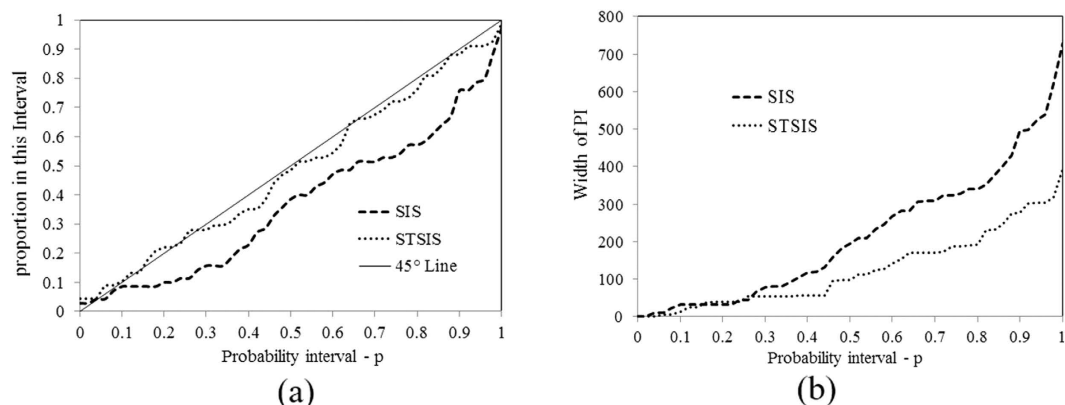 proportion in this Interval
1
0.9
0.8
0.7
0.6
0.5
0.4
0.3
0.2
0.1
0
SIS
STSIS
45° Line
0 0.1 0.2 0.3 0.4 0.5 0.6 0.7 0.8 0.9 1
Probability interval - p
(a)
Width of PI
800
700
600
500
400
300
200
100
0
SIS
STSIS
0 0.1 0.2 0.3 0.4 0.5 0.6 0.7 0.8 0.9 1
Probability interval - p
(b)